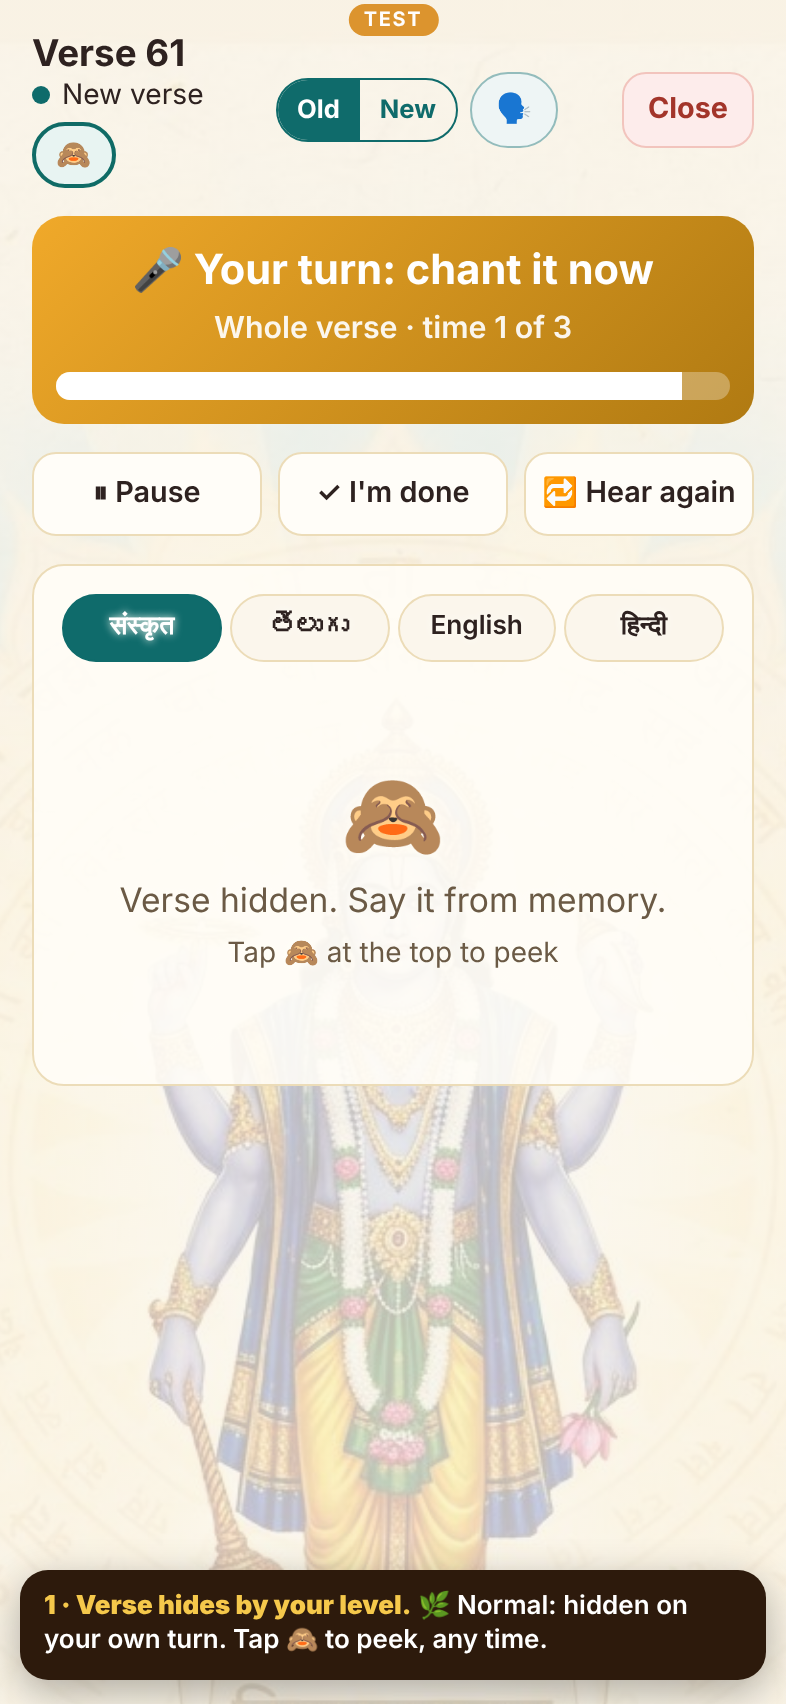 TEST
Verse 61
New verse
Old New
Close
Your turn: chant it now
Whole verse · time 1 of 3
Pause
✓ I'm done
Hear again
संस्कृत
తెలుగు
English
हिन्दी
Verse hidden. Say it from memory.
Tap 🙈 at the top to peek
1 · Verse hides by your level. 🌿 Normal: hidden on
your own turn. Tap 🙈 to peek, any time.